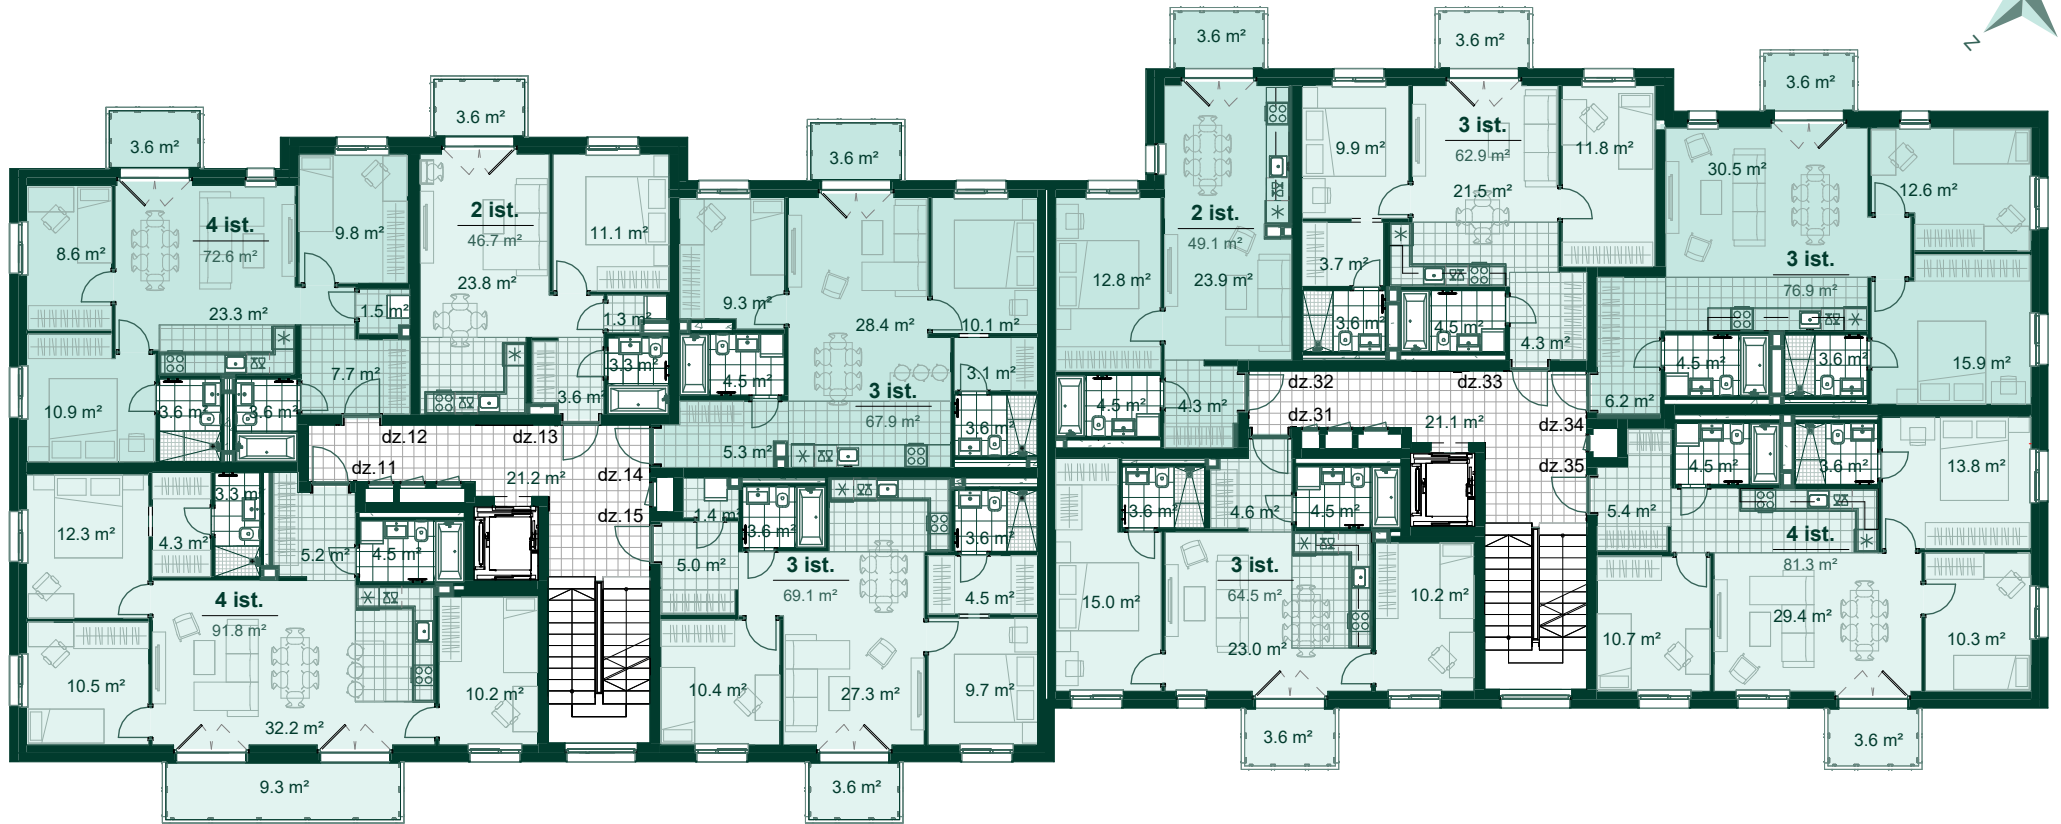 3.6 m²
8.6 m²
4 ist.
72.6 m²
23.3 m²
9.8 m²
1.5 m²
7.7 m²
10.9 m²
3.6 m²
3.6 m²
3.6 m²
2 ist.
46.7 m²
23.8 m²
11.1 m²
1.3 m²
3.3 m²
3.6 m²
3.6 m²
9.3 m²
28.4 m²
10.1 m²
4.5 m²
3.1 m²
3 ist.
67.9 m²
3.6 m²
5.3 m²
dz.12
dz.13
dz.11
21.2 m²
dz.14
dz.15
12.3 m²
4.3 m²
3.3 m
5.2 m²
4.5 m²
4 ist.
91.8 m²
10.5 m²
32.2 m²
10.2 m²
9.3 m²
1.4 m²
3.6 m²
3.6 m²
5.0 m²
3 ist.
69.1 m²
4.5 m²
10.4 m²
27.3 m²
9.7 m²
3.6 m²
3.6 m²
12.8 m²
2 ist.
49.1 m²
23.9 m²
4.5 m²
4.3 m²
3.6 m²
9.9 m²
3 ist.
62.9 m²
21.5 m²
11.8 m²
3.7 m²
3.6 m²
4.5 m²
4.3 m²
3.6 m²
30.5 m²
12.6 m²
3 ist.
76.9 m²
4.5 m²
3.6 m²
15.9 m²
6.2 m²
dz.32
dz.33
dz.31
21.1 m²
dz.34
dz.35
3.6 m²
4.6 m²
4.5 m²
15.0 m²
3 ist.
64.5 m²
23.0 m²
10.2 m²
3.6 m²
4.5 m²
3.6 m²
13.8 m²
5.4 m²
4 ist.
81.3 m²
10.7 m²
29.4 m²
10.3 m²
3.6 m²
Z